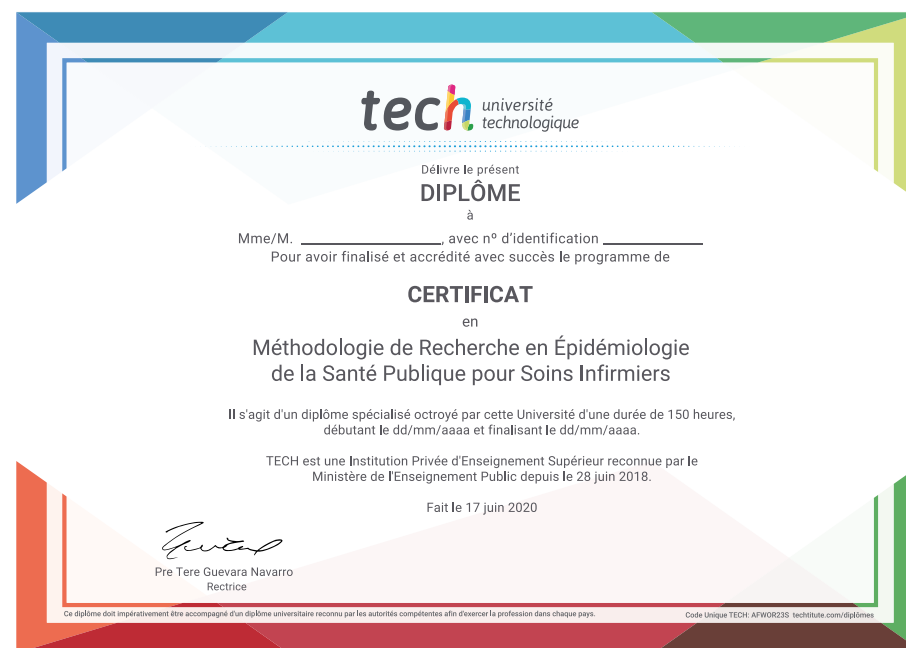 tech université
technologique
Délivre le présent
DIPLÔME
à
Mme/M. ____________________, avec nº d'identification ______________
Pour avoir finalisé et accrédité avec succès le programme de
CERTIFICAT
en
Méthodologie de Recherche en Épidémiologie
de la Santé Publique pour Soins Infirmiers
Il s'agit d'un diplôme spécialisé octroyé par cette Université d'une durée de 150 heures,
débutant le dd/mm/aaaa et finalisant le dd/mm/aaaa.
TECH est une Institution Privée d'Enseignement Supérieur reconnue par le
Ministère de l'Enseignement Public depuis le 28 juin 2018.
Fait le 17 juin 2020
Pre Tere Guevara Navarro
Rectrice
Ce diplôme doit impérativement être accompagné d'un diplôme universitaire reconnu par les autorités compétentes afin d'exercer la profession dans chaque pays.
Code Unique TECH: AFWOR23S techtitute.com/diplômes